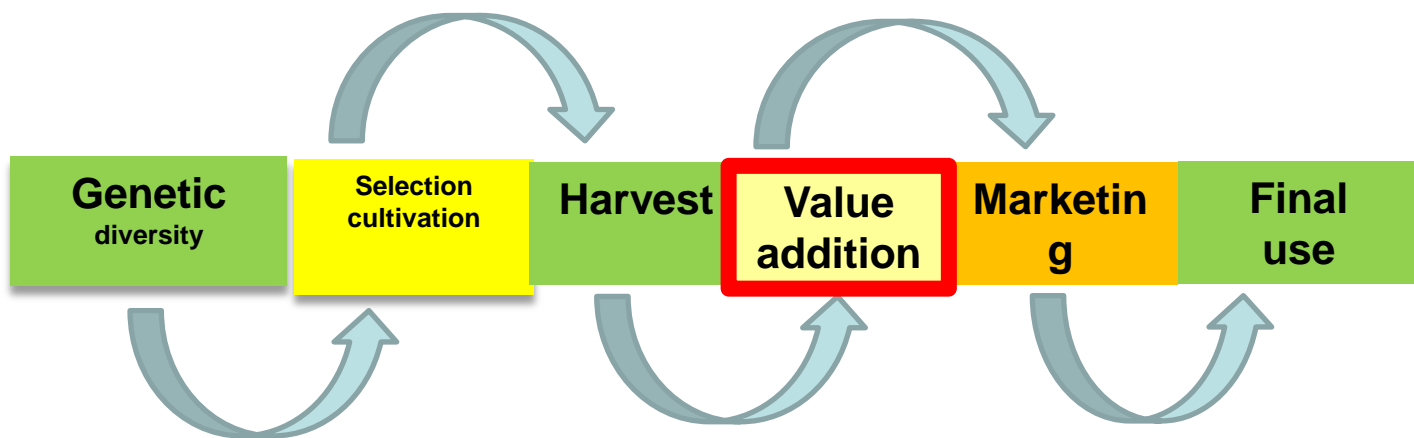 Genetic
diversity
Selection
cultivation
Harvest
Value
addition
Marketin
g
Final
use